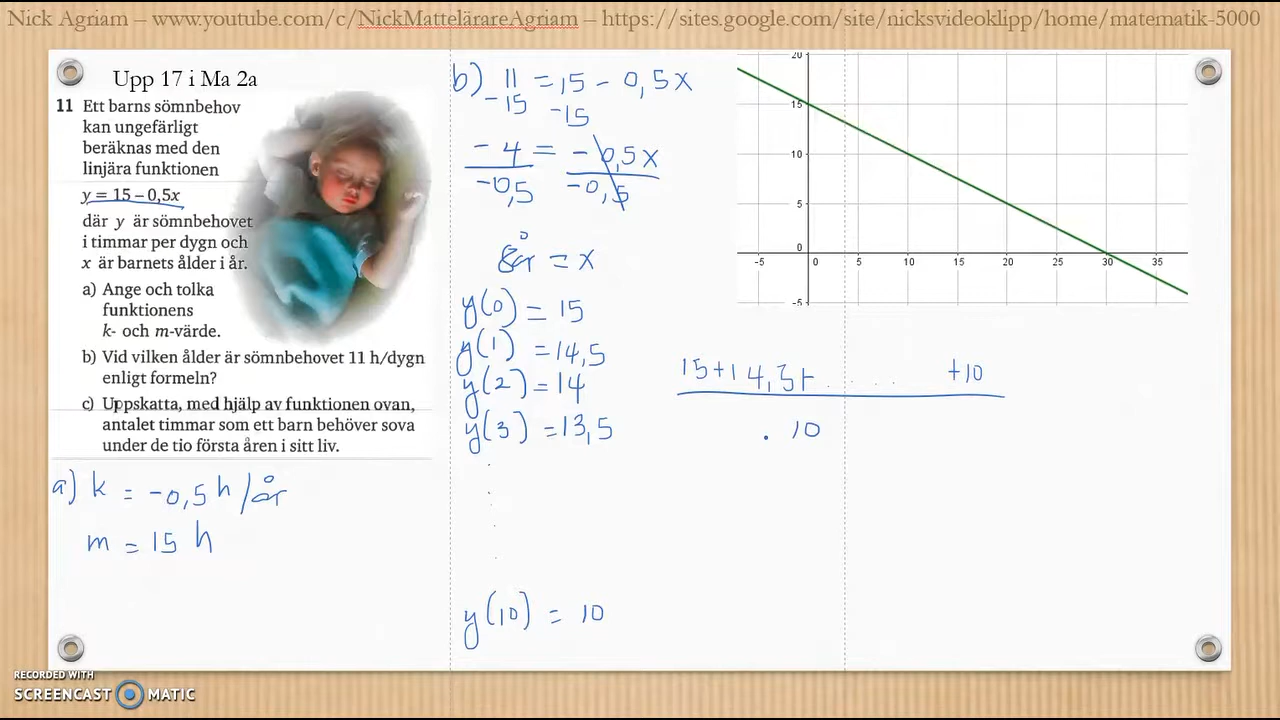 Nick Agriam – www.youtube.com/c/NickMattelärareAgriam – https://sites.google.com/site/nicksvideoklipp/home/matematik-5000
Upp 17 i Ma 2a
11 Ett barns sömnbehov
kan ungefärligt
beräknas med den
linjära funktionen
y = 15 – 0,5x
där y är sömnbehovet
i timmar per dygn och
x är barnets ålder i år.
a) Ange och tolka
funktionens
k- och m-värde.
b) Vid vilken ålder är sömnbehovet 11 h/dygn
enligt formeln?
c) Uppskatta, med hjälp av funktionen ovan,
antalet timmar som ett barn behöver sova
under de tio första åren i sitt liv.
a) k = -0,5 h/år
m = 15 h
b) 11 = 15 - 0,5x
-15 -15
-4 = -0,5x
-0,5 -0,5
8år = x
y(0) = 15
y(1) = 14,5
y(2) = 14
y(3) = 13,5
y(10) = 10
20
15
10
5
0
-5
-5 0 5 10 15 20 25 30 35
15+14,5+ . . . . . +10
10
RECORDED WITH
SCREENCAST MATIC